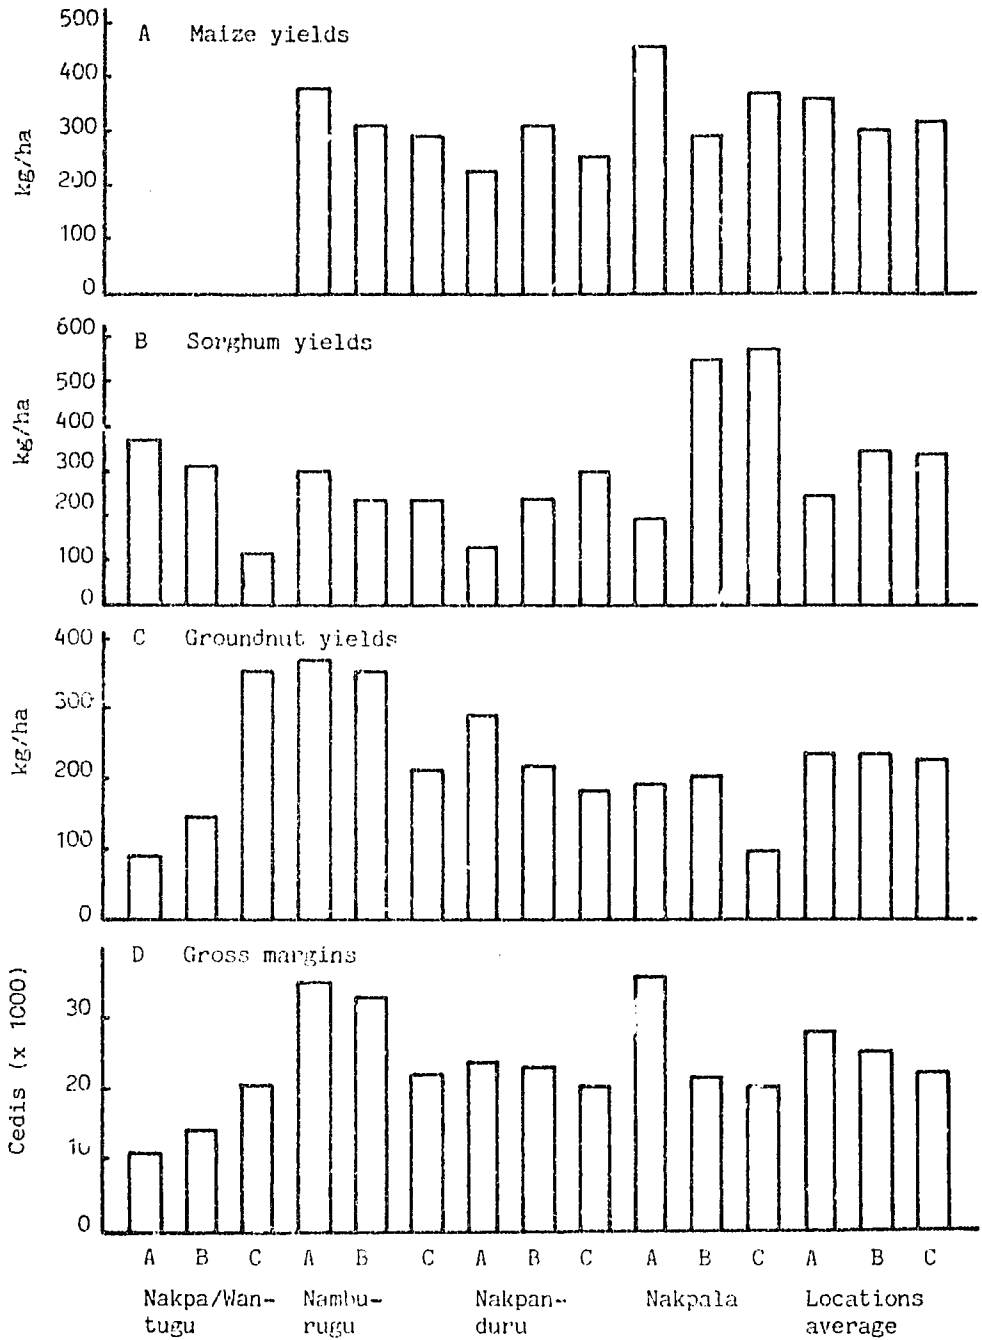 A Maize yields
500
400
300
200
100
0
kg/ha
B Sorghum yields
600
500
400
300
200
100
0
kg/ha
C Groundnut yields
400
300
200
100
0
kg/ha
D Gross margins
30
20
10
0
Cedis (x 1000)
A B C A B C A B C A B C A B C
Nakpa/Wan- Nambu- Nakpan- Nakpala Locations
tugu rugu duru average